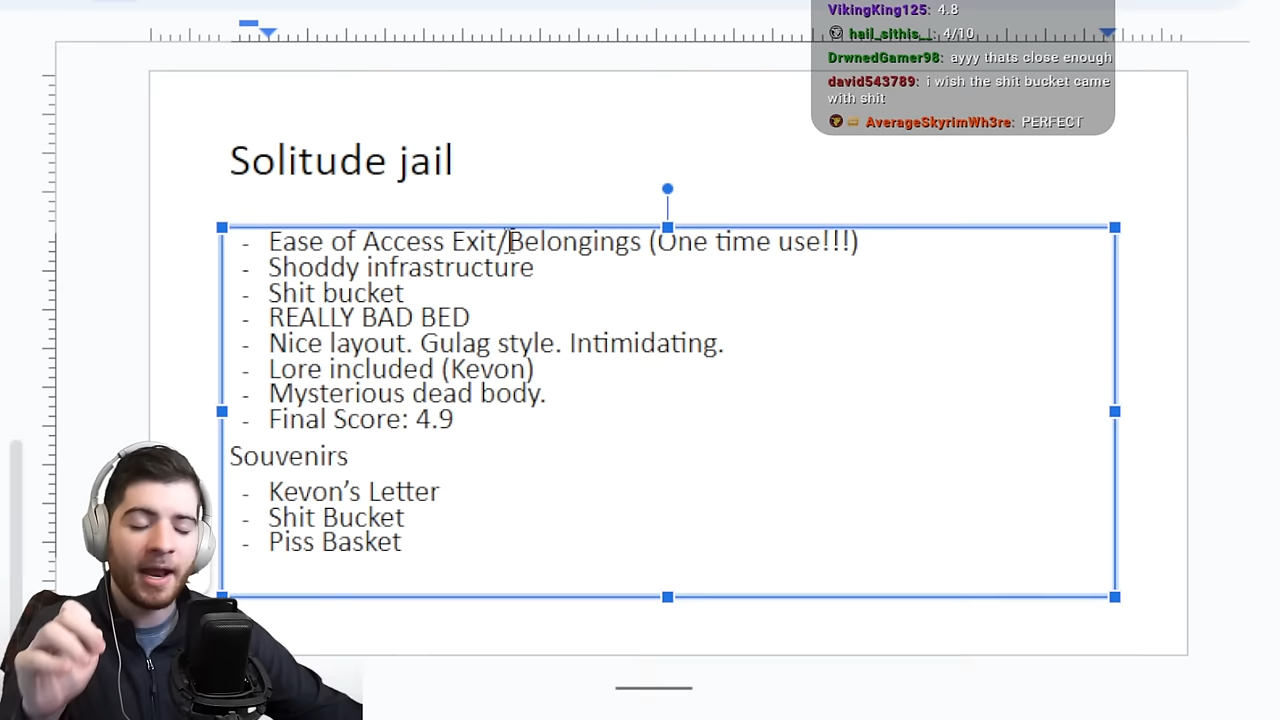 VikingKing125: 4.8
hail_sithis__: 4/10
DrwnedGamer98: ayyy thats close enough
david543789: i wish the shit bucket came
with shit
AverageSkyrimWh3re: PERFECT
Solitude jail
- Ease of Access Exit/Belongings (One time use!!!)
- Shoddy infrastructure
- Shit bucket
- REALLY BAD BED
- Nice layout. Gulag style. Intimidating.
- Lore included (Kevon)
- Mysterious dead body.
- Final Score: 4.9
Souvenirs
- Kevon’s Letter
- Shit Bucket
- Piss Basket